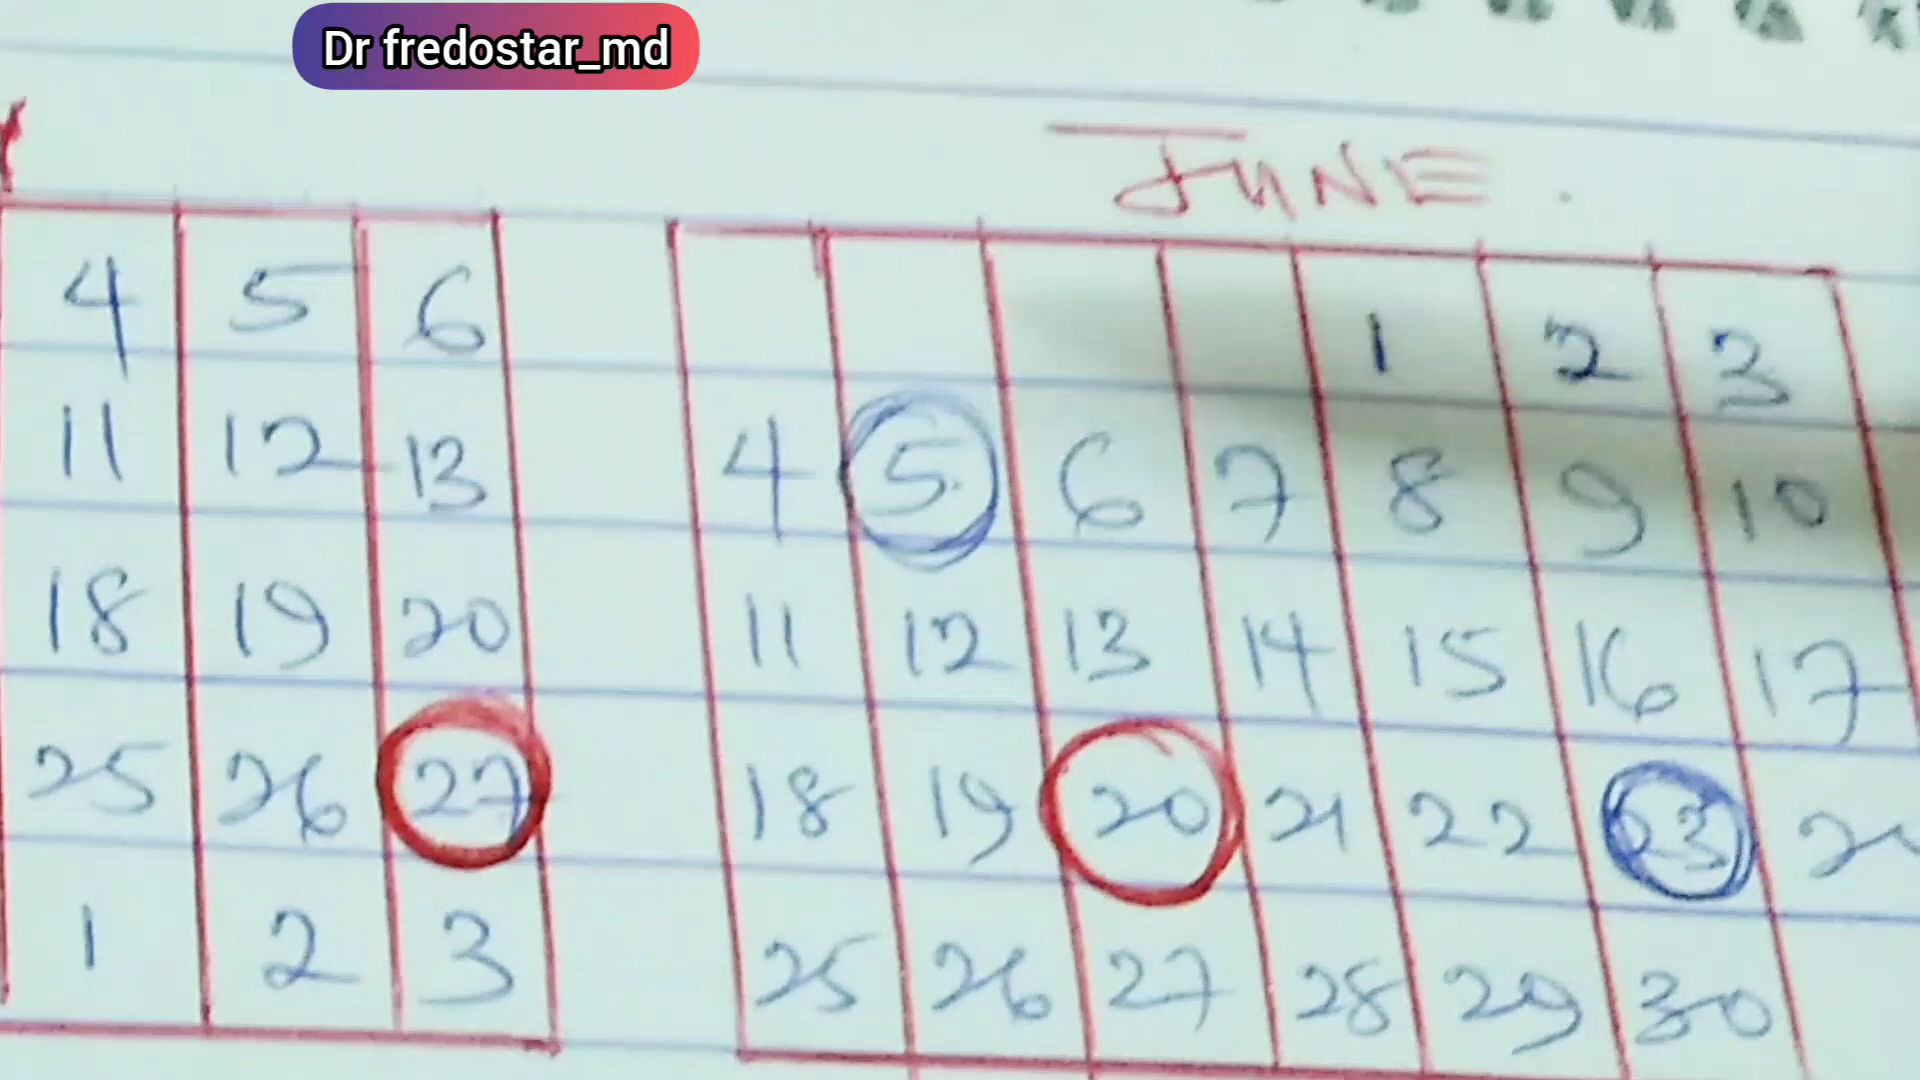 Dr fredostar_md
JUNE
4 5 6
11 12 13
18 19 20
25 26 27
1 2 3
1 2 3
4 5 6 7 8 9 10
11 12 13 14 15 16 17
18 19 20 21 22 23
25 26 27 28 29 30